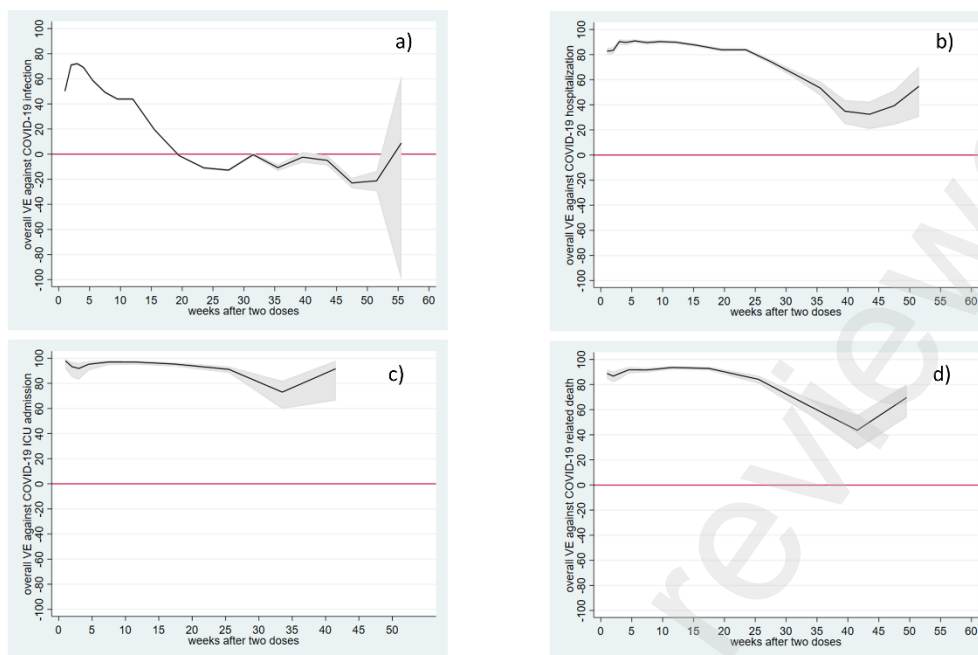 a)
overall VE against COVID-19 infection
100
80
60
40
20
0
-20
-40
-60
-80
-100
0 5 10 15 20 25 30 35 40 45 50 55 60
weeks after two doses
b)
overall VE against COVID-19 hospitalization
100
80
60
40
20
0
-20
-40
-60
-80
-100
0 5 10 15 20 25 30 35 40 45 50 55 60
weeks after two doses
c)
overall VE against COVID-19 ICU admission
100
80
60
40
20
0
-20
-40
-60
-80
-100
0 5 10 15 20 25 30 35 40 45 50
weeks after two doses
d)
overall VE against COVID-19 related death
100
80
60
40
20
0
-20
-40
-60
-80
-100
0 5 10 15 20 25 30 35 40 45 50 55 60
weeks after two doses
review